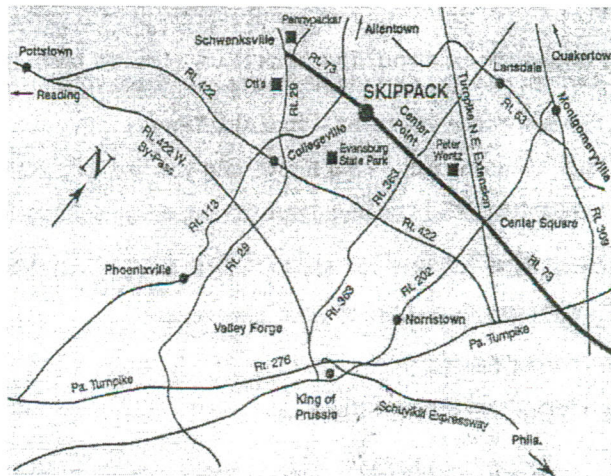 Pennypacker
Schwenksville
Allentown
Pottstown
Rt. 73
Lansdale
Quakertown
Reading
Rt. 422
Ott's
Rt. 29
SKIPPACK
Turnpike N.E. Extension
Rt. 63
Montgomeryville
Rt. 422 W.
By-Pass
Collegeville
Evansburg
State Park
Center
Point
Peter
Wentz
N
Rt. 363
Rt. 113
Rt. 29
Rt. 422
Center Square
Rt. 309
Phoenixville
Rt. 363
Rt. 202
Rt. 73
Valley Forge
Norristown
Pa. Turnpike
Rt. 276
Pa. Turnpike
King of
Prussia
Schuylkill Expressway
Phila.